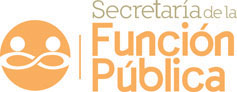 Secretaría de la
Función
Pública